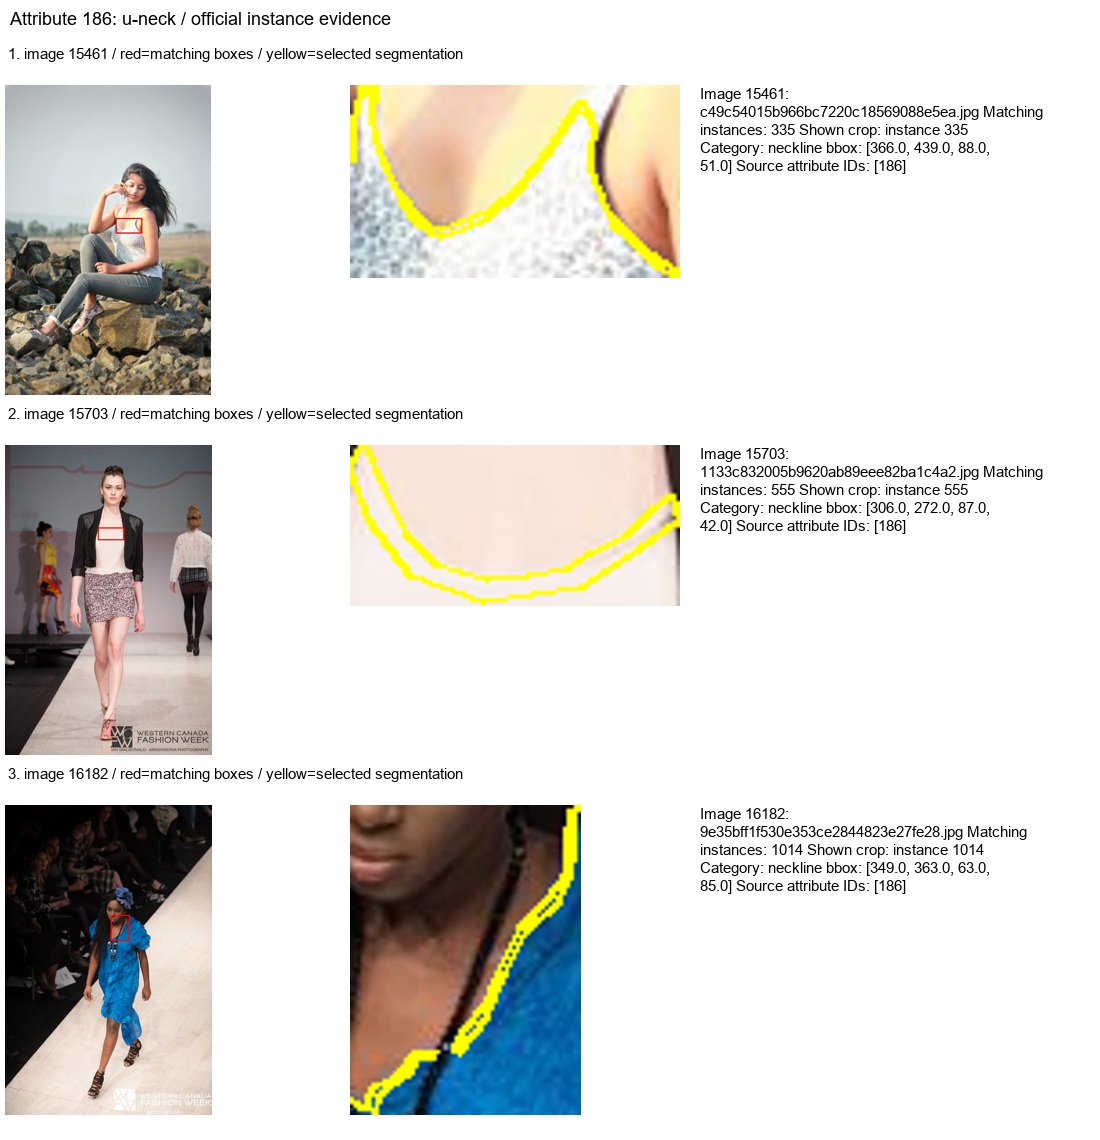 Attribute 186: u-neck / official instance evidence
1. image 15461 / red=matching boxes / yellow=selected segmentation
Image 15461:
c49c54015b966bc7220c18569088e5ea.jpg Matching
instances: 335 Shown crop: instance 335
Category: neckline bbox: [366.0, 439.0, 88.0,
51.0] Source attribute IDs: [186]
2. image 15703 / red=matching boxes / yellow=selected segmentation
Image 15703:
1133c832005b9620ab89eee82ba1c4a2.jpg Matching
instances: 555 Shown crop: instance 555
Category: neckline bbox: [306.0, 272.0, 87.0,
42.0] Source attribute IDs: [186]
WESTERN CANADA
FASHION WEEK
3. image 16182 / red=matching boxes / yellow=selected segmentation
Image 16182:
9e35bff1f530e353ce2844823e27fe28.jpg Matching
instances: 1014 Shown crop: instance 1014
Category: neckline bbox: [349.0, 363.0, 63.0,
85.0] Source attribute IDs: [186]
WESTERN CANADA
FASHION WEEK